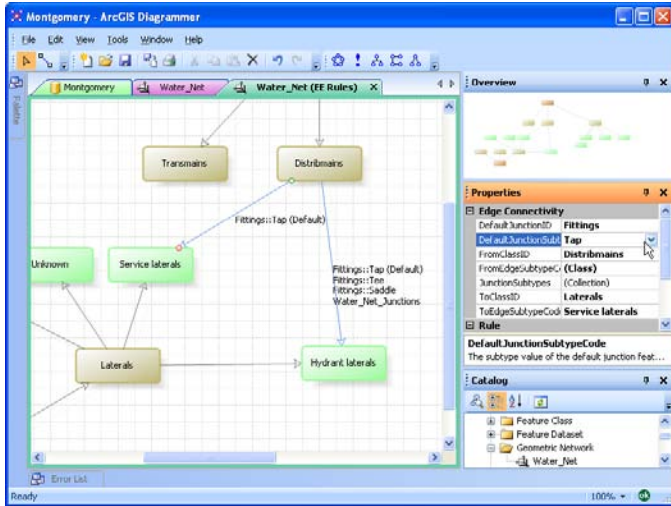 Montgomery - ArcGIS Diagrammer
File Edit View Tools Window Help
Palette
Montgomery
Water_Net
Water_Net (EE Rules)
Transmains
Distribmains
Fittings::Tap (Default)
Unknown
Service laterals
Fittings::Tap (Default)
Fittings::Tee
Fittings::Saddle
Water_Net_Junctions
Laterals
Hydrant laterals
Overview
Properties
Edge Connectivity
DefaultJunctionID Fittings
DefaultJunctionSubt Tap
FromClassID Distribmains
FromEdgeSubtypeC (Class)
JunctionSubtypes (Collection)
ToClassID Laterals
ToEdgeSubtypeCod Service laterals
Rule
DefaultJunctionSubtypeCode
The subtype value of the default junction feat...
Catalog
Feature Class
Feature Dataset
Geometric Network
Water_Net
Error List
Ready
100%